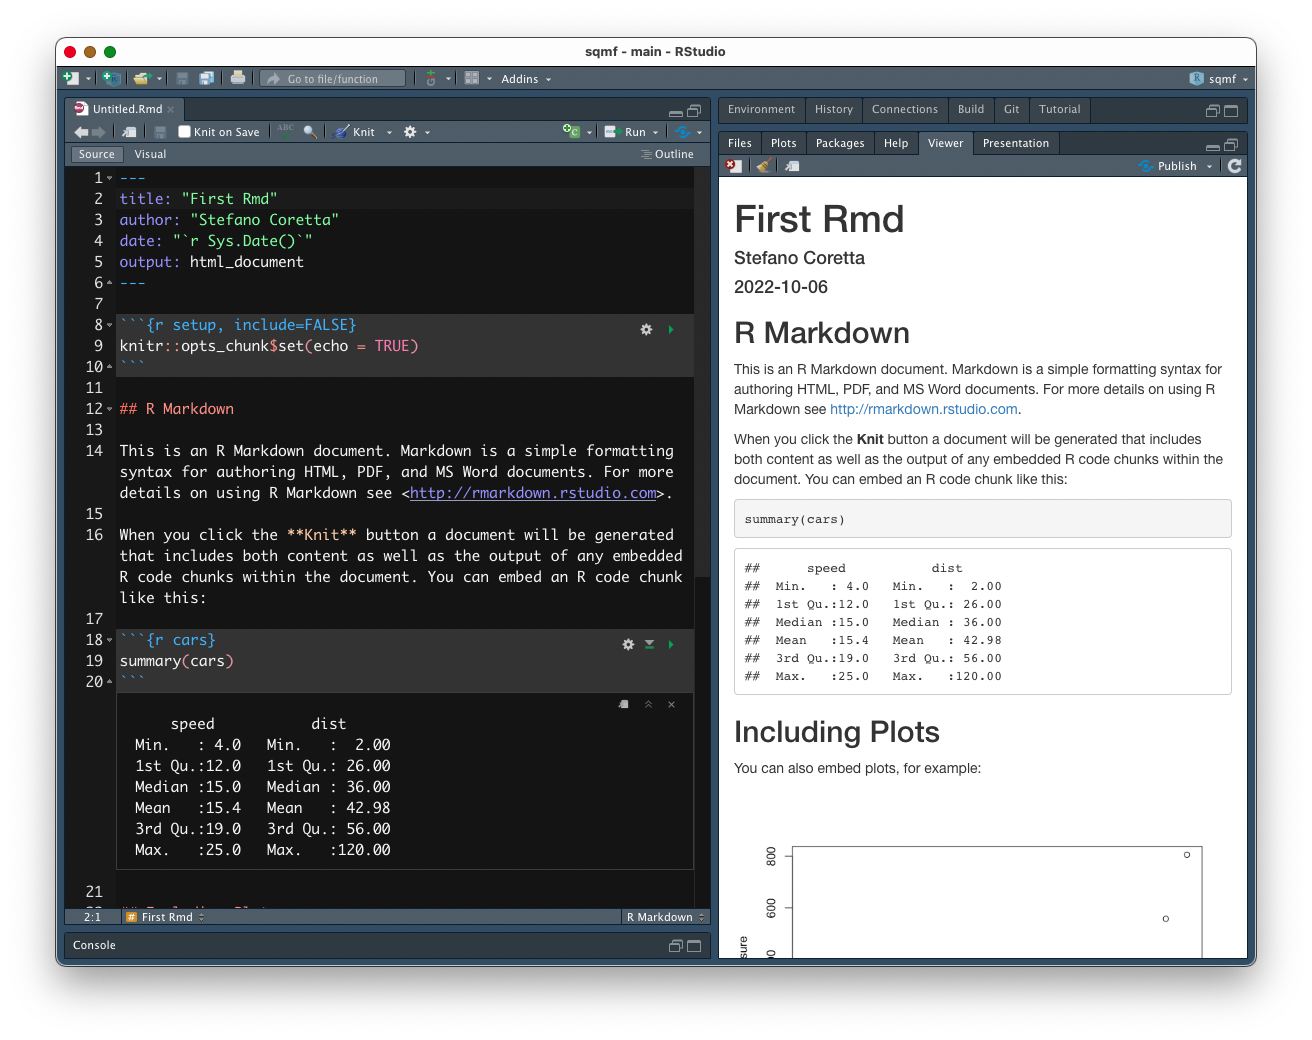 sqmf - main - RStudio
Go to file/function
Addins
sqmf
Untitled.Rmd
Knit on Save
ABC
Knit
Run
Source Visual
Outline
1 ---
2 title: "First Rmd"
3 author: "Stefano Coretta"
4 date: "`r Sys.Date()`"
5 output: html_document
6 ---
7
8 ```{r setup, include=FALSE}
9 knitr::opts_chunk$set(echo = TRUE)
10 ```
11
12 ## R Markdown
13
14 This is an R Markdown document. Markdown is a simple formatting
syntax for authoring HTML, PDF, and MS Word documents. For more
details on using R Markdown see <http://rmarkdown.rstudio.com>.
15
16 When you click the **Knit** button a document will be generated
that includes both content as well as the output of any embedded
R code chunks within the document. You can embed an R code chunk
like this:
17
18 ```{r cars}
19 summary(cars)
20 ```
speed dist
Min. : 4.0 Min. : 2.00
1st Qu.:12.0 1st Qu.: 26.00
Median :15.0 Median : 36.00
Mean :15.4 Mean : 42.98
3rd Qu.:19.0 3rd Qu.: 56.00
Max. :25.0 Max. :120.00
21
2:1 # First Rmd
R Markdown
Console
Environment History Connections Build Git Tutorial
Files Plots Packages Help Viewer Presentation
Publish
First Rmd
Stefano Coretta
2022-10-06
R Markdown
This is an R Markdown document. Markdown is a simple formatting syntax for
authoring HTML, PDF, and MS Word documents. For more details on using R
Markdown see http://rmarkdown.rstudio.com.
When you click the Knit button a document will be generated that includes
both content as well as the output of any embedded R code chunks within the
document. You can embed an R code chunk like this:
summary(cars)
## speed dist
## Min. : 4.0 Min. : 2.00
## 1st Qu.:12.0 1st Qu.: 26.00
## Median :15.0 Median : 36.00
## Mean :15.4 Mean : 42.98
## 3rd Qu.:19.0 3rd Qu.: 56.00
## Max. :25.0 Max. :120.00
Including Plots
You can also embed plots, for example:
800
600
sure